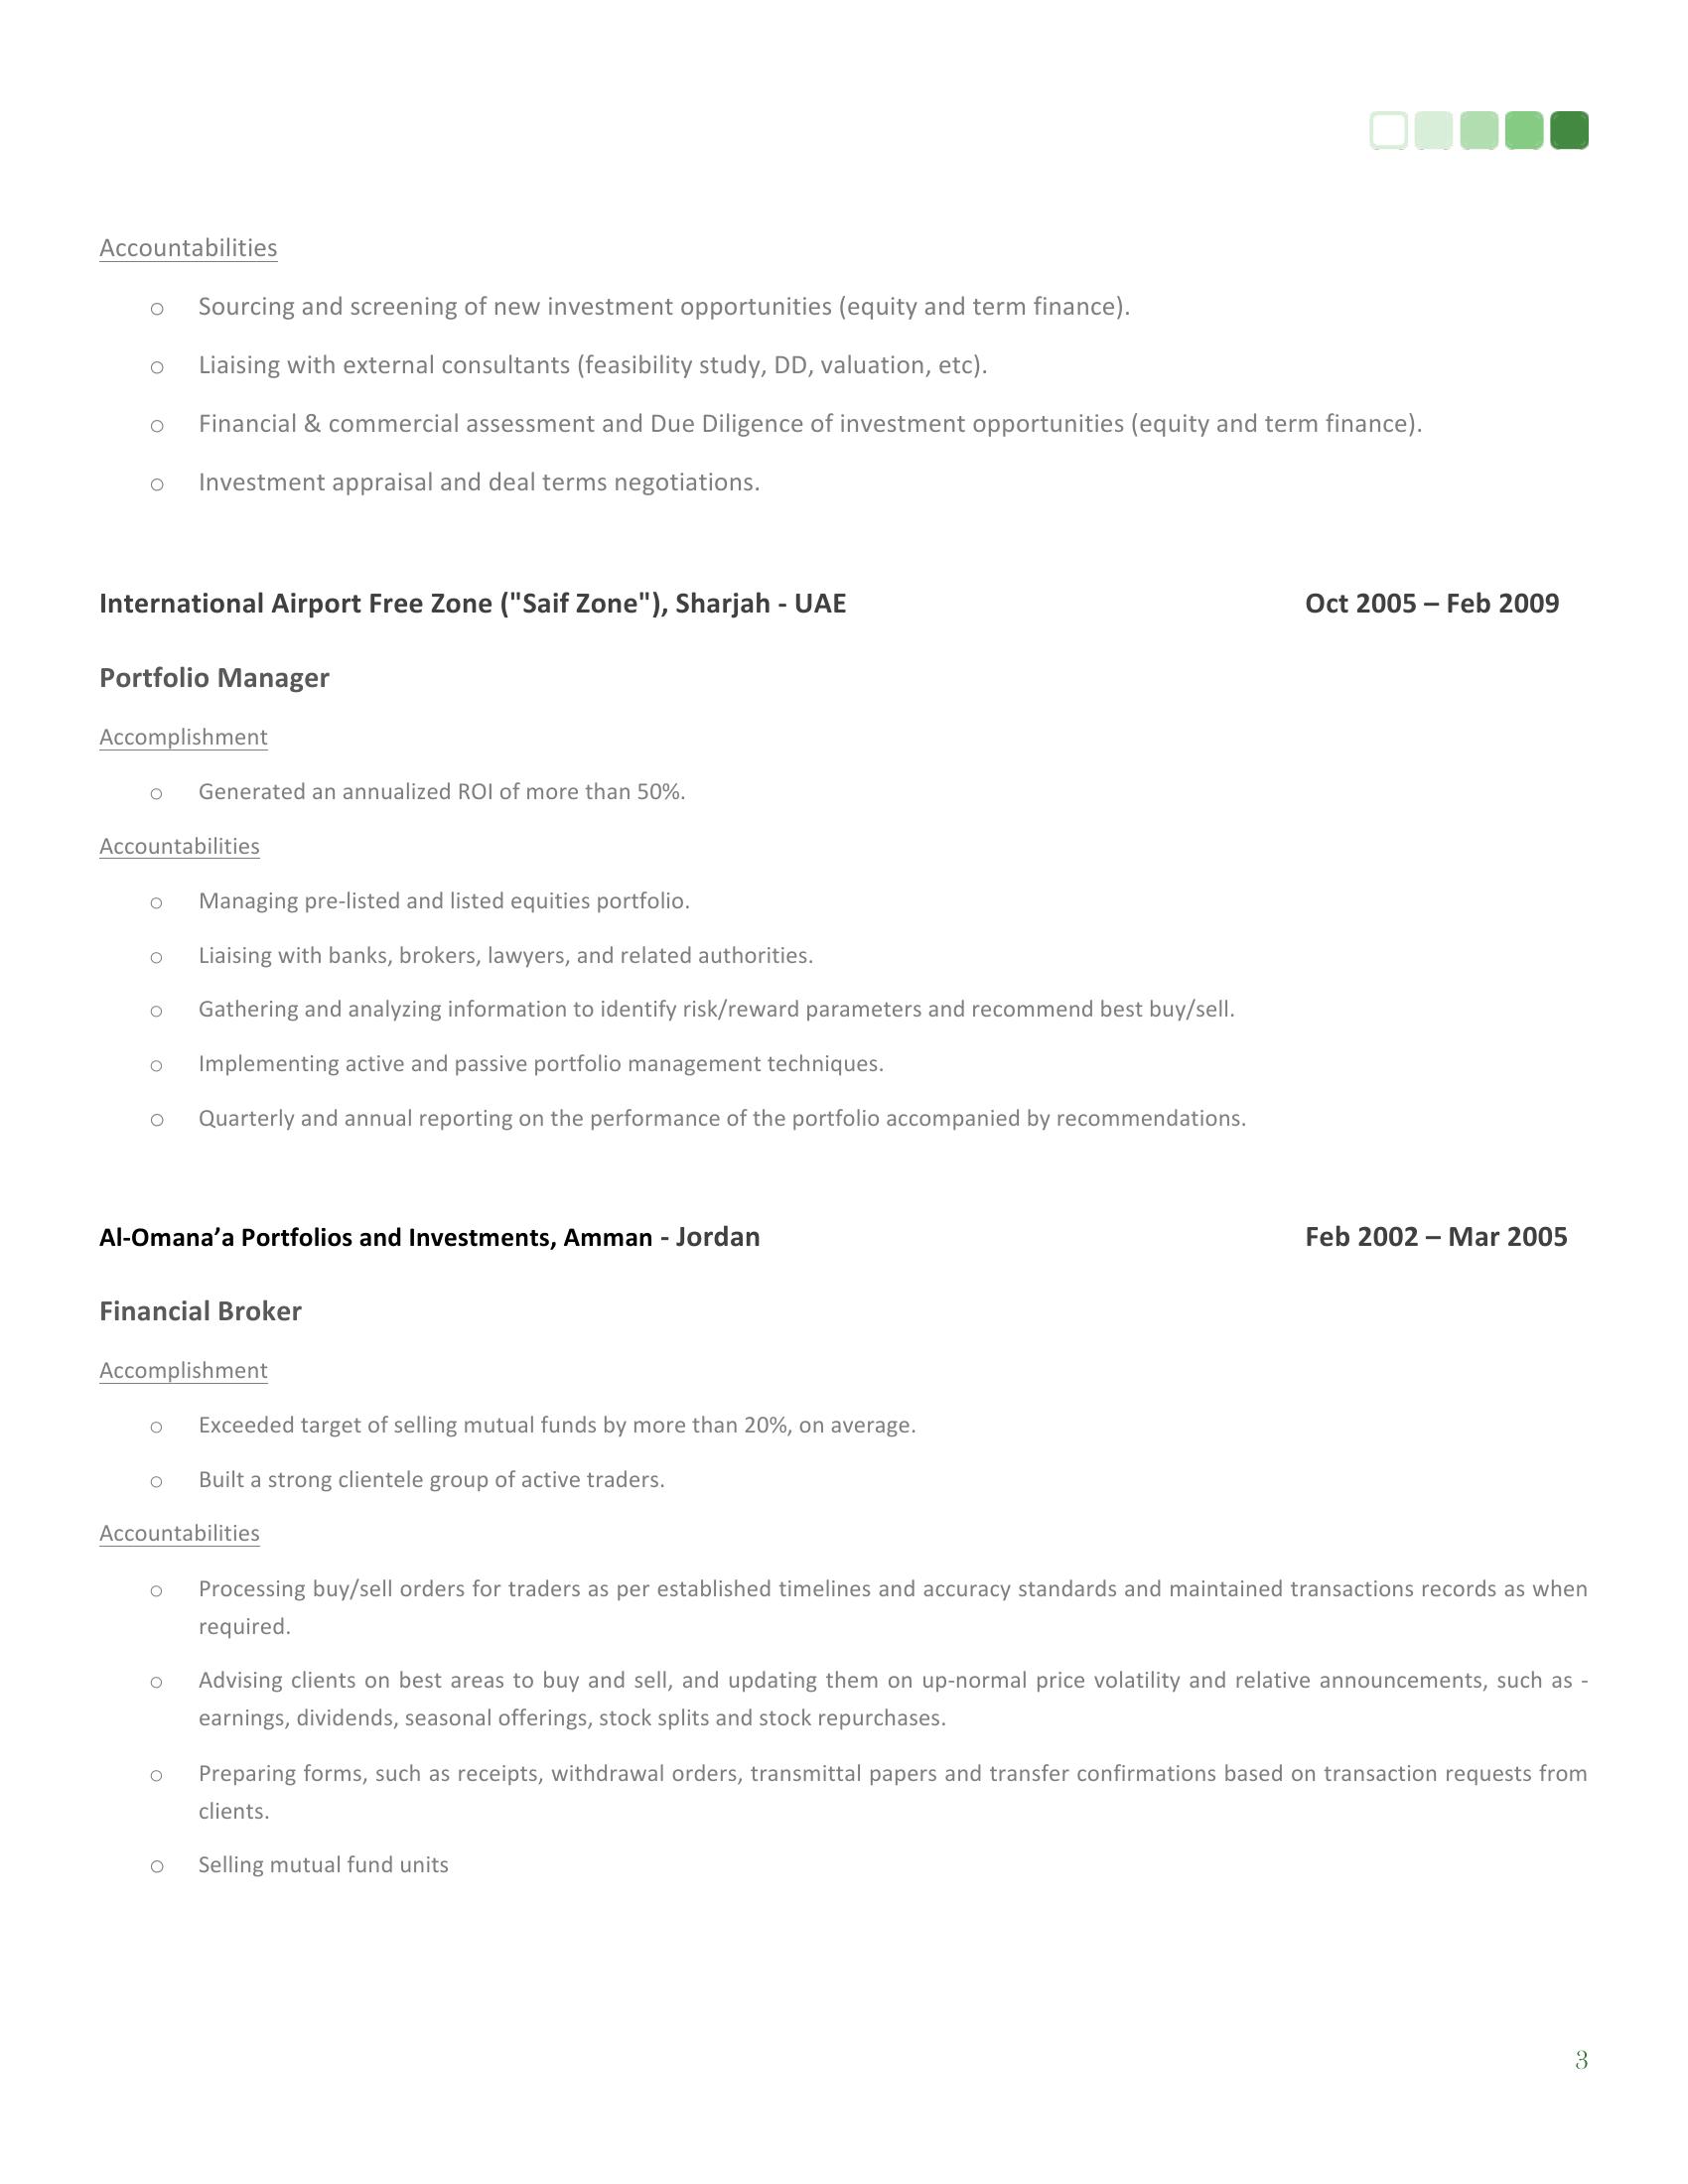 Accountabilities
○ Sourcing and screening of new investment opportunities (equity and term finance).
○ Liaising with external consultants (feasibility study, DD, valuation, etc).
○ Financial & commercial assessment and Due Diligence of investment opportunities (equity and term finance).
○ Investment appraisal and deal terms negotiations.
International Airport Free Zone ("Saif Zone"), Sharjah - UAE Oct 2005 – Feb 2009
Portfolio Manager
Accomplishment
○ Generated an annualized ROI of more than 50%.
Accountabilities
○ Managing pre-listed and listed equities portfolio.
○ Liaising with banks, brokers, lawyers, and related authorities.
○ Gathering and analyzing information to identify risk/reward parameters and recommend best buy/sell.
○ Implementing active and passive portfolio management techniques.
○ Quarterly and annual reporting on the performance of the portfolio accompanied by recommendations.
Al-Omana’a Portfolios and Investments, Amman - Jordan Feb 2002 – Mar 2005
Financial Broker
Accomplishment
○ Exceeded target of selling mutual funds by more than 20%, on average.
○ Built a strong clientele group of active traders.
Accountabilities
○ Processing buy/sell orders for traders as per established timelines and accuracy standards and maintained transactions records as when
required.
○ Advising clients on best areas to buy and sell, and updating them on up-normal price volatility and relative announcements, such as -
earnings, dividends, seasonal offerings, stock splits and stock repurchases.
○ Preparing forms, such as receipts, withdrawal orders, transmittal papers and transfer confirmations based on transaction requests from
clients.
○ Selling mutual fund units
3